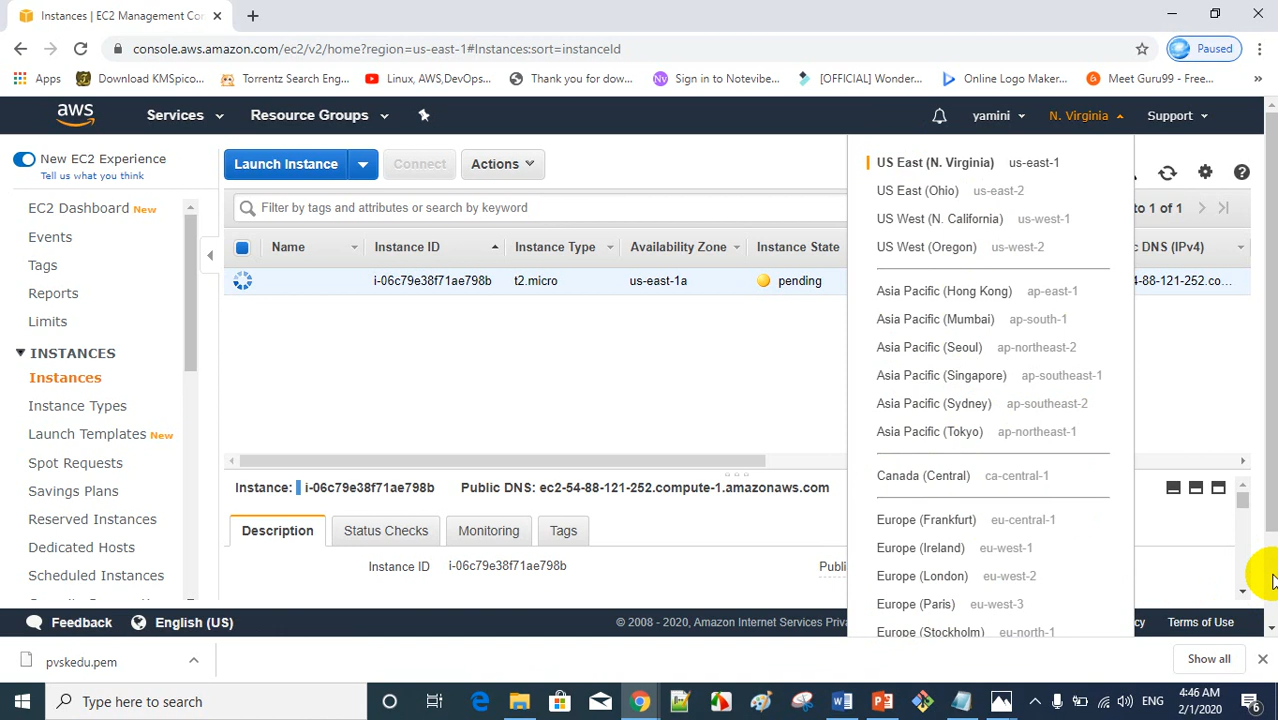 Instances | EC2 Management Con
console.aws.amazon.com/ec2/v2/home?region=us-east-1#Instances:sort=instanceId
Paused
Apps
Download KMSpico...
Torrentz Search Eng...
Linux, AWS,DevOps,...
Thank you for dow...
Sign in to Notevibe...
[OFFICIAL] Wonder...
Online Logo Maker...
Meet Guru99 - Free...
»
aws
Services
Resource Groups
yamini
N. Virginia
Support
New EC2 Experience
Tell us what you think
Launch Instance
Connect
Actions
EC2 Dashboard New
Events
Tags
Reports
Limits
INSTANCES
Instances
Instance Types
Launch Templates New
Spot Requests
Savings Plans
Reserved Instances
Dedicated Hosts
Scheduled Instances
Filter by tags and attributes or search by keyword
to 1 of 1
Name
Instance ID
Instance Type
Availability Zone
Instance State
DNS (IPv4)
i-06c79e38f71ae798b
t2.micro
us-east-1a
pending
4-88-121-252.co...
US East (N. Virginia) us-east-1
US East (Ohio) us-east-2
US West (N. California) us-west-1
US West (Oregon) us-west-2
Asia Pacific (Hong Kong) ap-east-1
Asia Pacific (Mumbai) ap-south-1
Asia Pacific (Seoul) ap-northeast-2
Asia Pacific (Singapore) ap-southeast-1
Asia Pacific (Sydney) ap-southeast-2
Asia Pacific (Tokyo) ap-northeast-1
Canada (Central) ca-central-1
Europe (Frankfurt) eu-central-1
Europe (Ireland) eu-west-1
Europe (London) eu-west-2
Europe (Paris) eu-west-3
Europe (Stockholm) eu-north-1
Instance: i-06c79e38f71ae798b
Public DNS: ec2-54-88-121-252.compute-1.amazonaws.com
Description
Status Checks
Monitoring
Tags
Instance ID
i-06c79e38f71ae798b
Publi
Feedback
English (US)
© 2008 - 2020, Amazon Internet Services Priva
cy
Terms of Use
pvskedu.pem
Show all
Type here to search
ENG
4:46 AM
2/1/2020
6